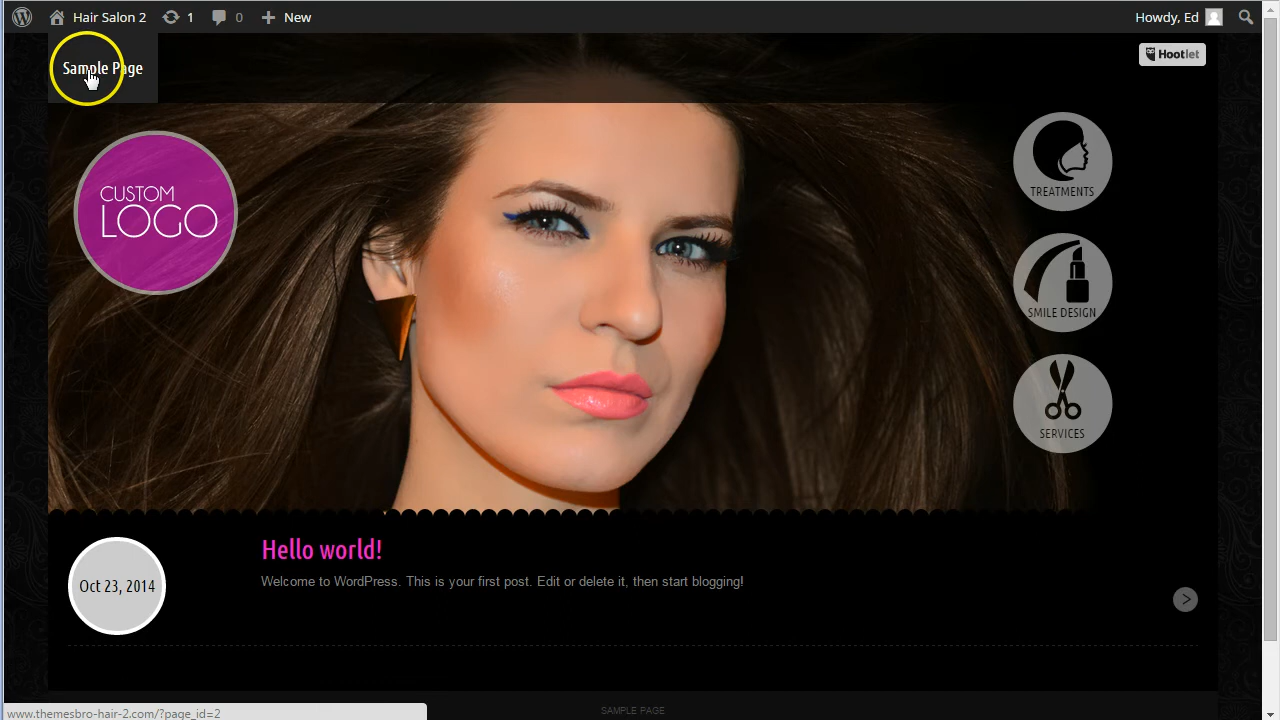 Hair Salon 2
1
0
New
Howdy, Ed
Sample Page
Hootlet
CUSTOM
LOGO
TREATMENTS
SMILE DESIGN
SERVICES
Hello world!
Oct 23, 2014
Welcome to WordPress. This is your first post. Edit or delete it, then start blogging!
www.themesbro-hair-2.com/?page_id=2
SAMPLE PAGE